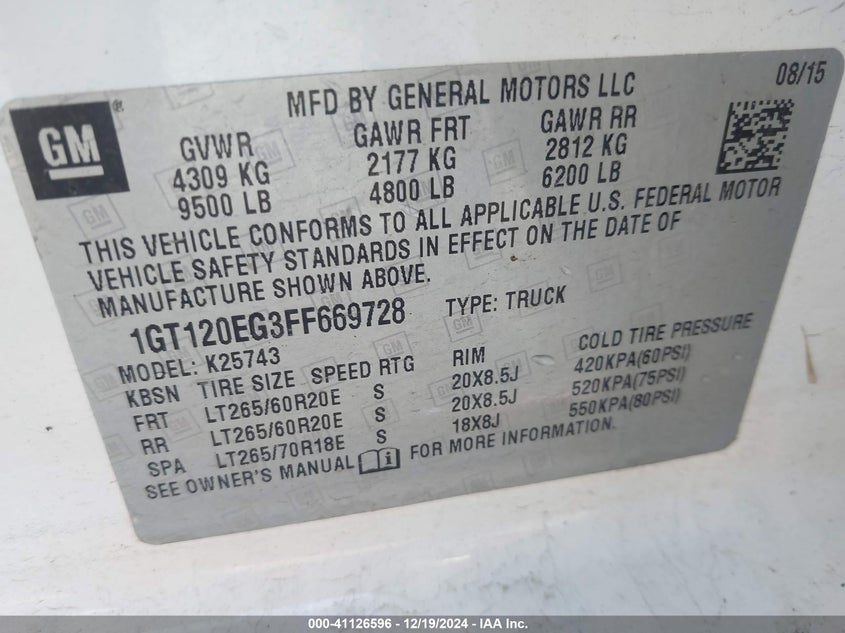 08/15
MFD BY GENERAL MOTORS LLC
GM ®
GVWR GAWR FRT GAWR RR
4309 KG 2177 KG 2812 KG
9500 LB 4800 LB 6200 LB
THIS VEHICLE CONFORMS TO ALL APPLICABLE U.S. FEDERAL MOTOR
VEHICLE SAFETY STANDARDS IN EFFECT ON THE DATE OF
MANUFACTURE SHOWN ABOVE.
1GT120EG3FF669728 TYPE: TRUCK
MODEL: K25743
KBSN TIRE SIZE SPEED RTG RIM COLD TIRE PRESSURE
FRT LT265/60R20E S 20X8.5J 420KPA(60PSI)
RR LT265/60R20E S 20X8.5J 520KPA(75PSI)
SPA LT265/70R18E S 18X8J 550KPA(80PSI)
SEE OWNER'S MANUAL i FOR MORE INFORMATION.
000-41126596 - 12/19/2024 - IAA Inc.